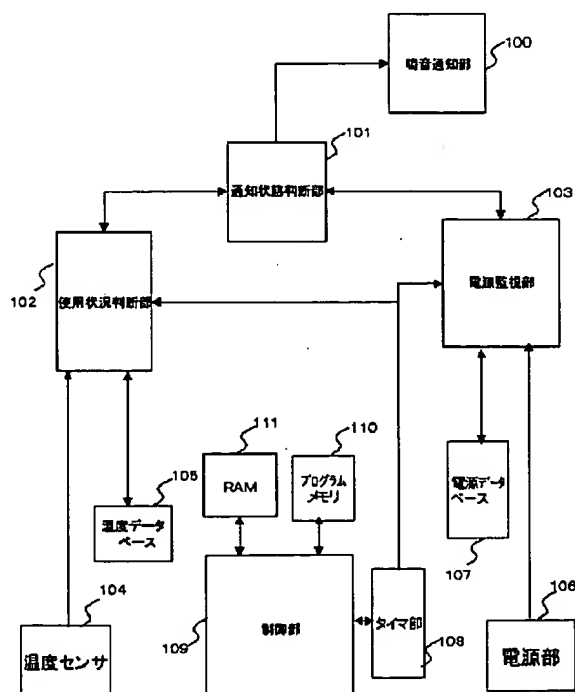 100
鳴音通知部
101
通知状態判断部
103
電源監視部
102
使用状況判断部
111
RAM
110
プログラム
メモリ
105
温度データ
ベース
電源データ
ベース
107
104
温度センサ
109
制御部
タイマ部
108
106
電源部